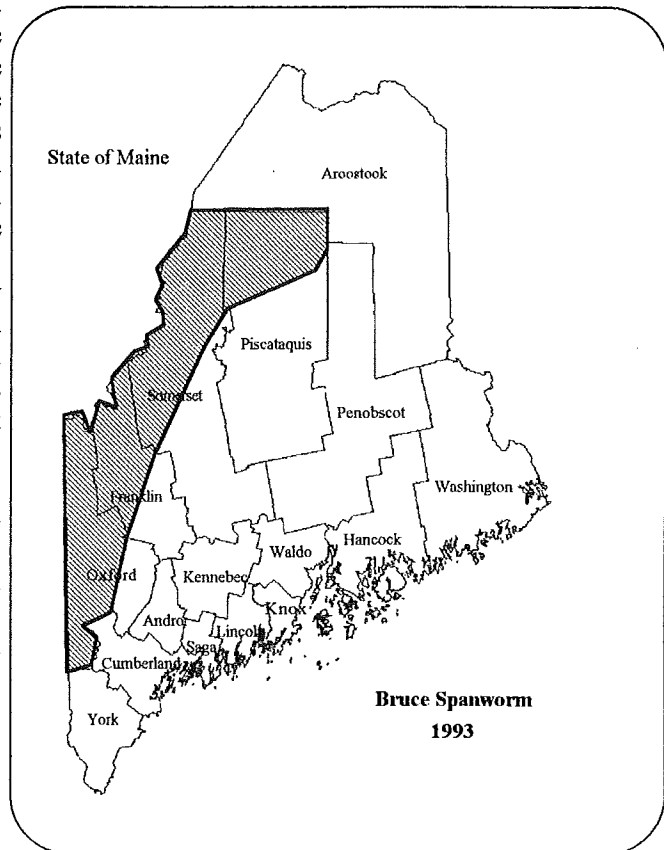 State of Maine
Aroostook
Piscataquis
Somerset
Penobscot
Franklin
Washington
Hancock
Waldo
Oxford
Kennebec
Knox
Andro
Lincoln
Saga
Cumberland
York
Bruce Spanworm
1993